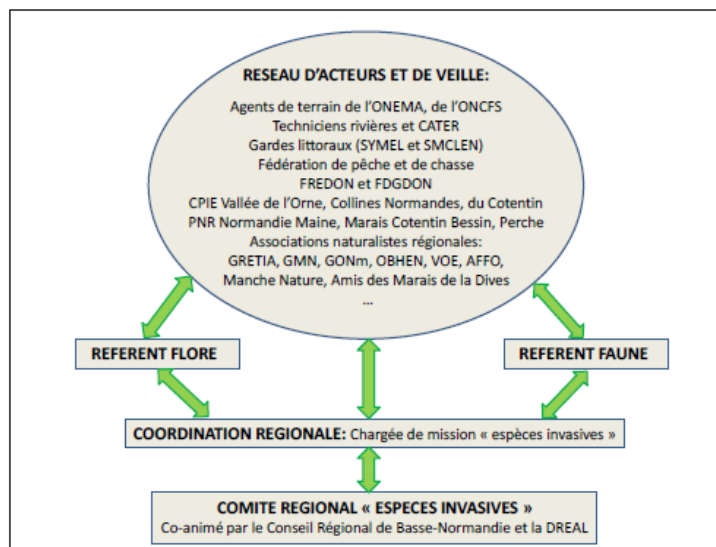 RESEAU D'ACTEURS ET DE VEILLE:
Agents de terrain de l'ONEMA, de l'ONCFS
Techniciens rivières et CATER
Gardes littoraux (SYMEL et SMCLEN)
Fédération de pêche et de chasse
FREDON et FDGDON
CPIE Vallée de l'Orne, Collines Normandes, du Cotentin
PNR Normandie Maine, Marais Cotentin Bessin, Perche
Associations naturalistes régionales:
GRETIA, GMN, GONm, OBHEN, VOE, AFFO,
Manche Nature, Amis des Marais de la Dives
...
REFERENT FLORE
REFERENT FAUNE
COORDINATION REGIONALE: Chargée de mission « espèces invasives »
COMITE REGIONAL « ESPECES INVASIVES »
Co-animé par le Conseil Régional de Basse-Normandie et la DREAL